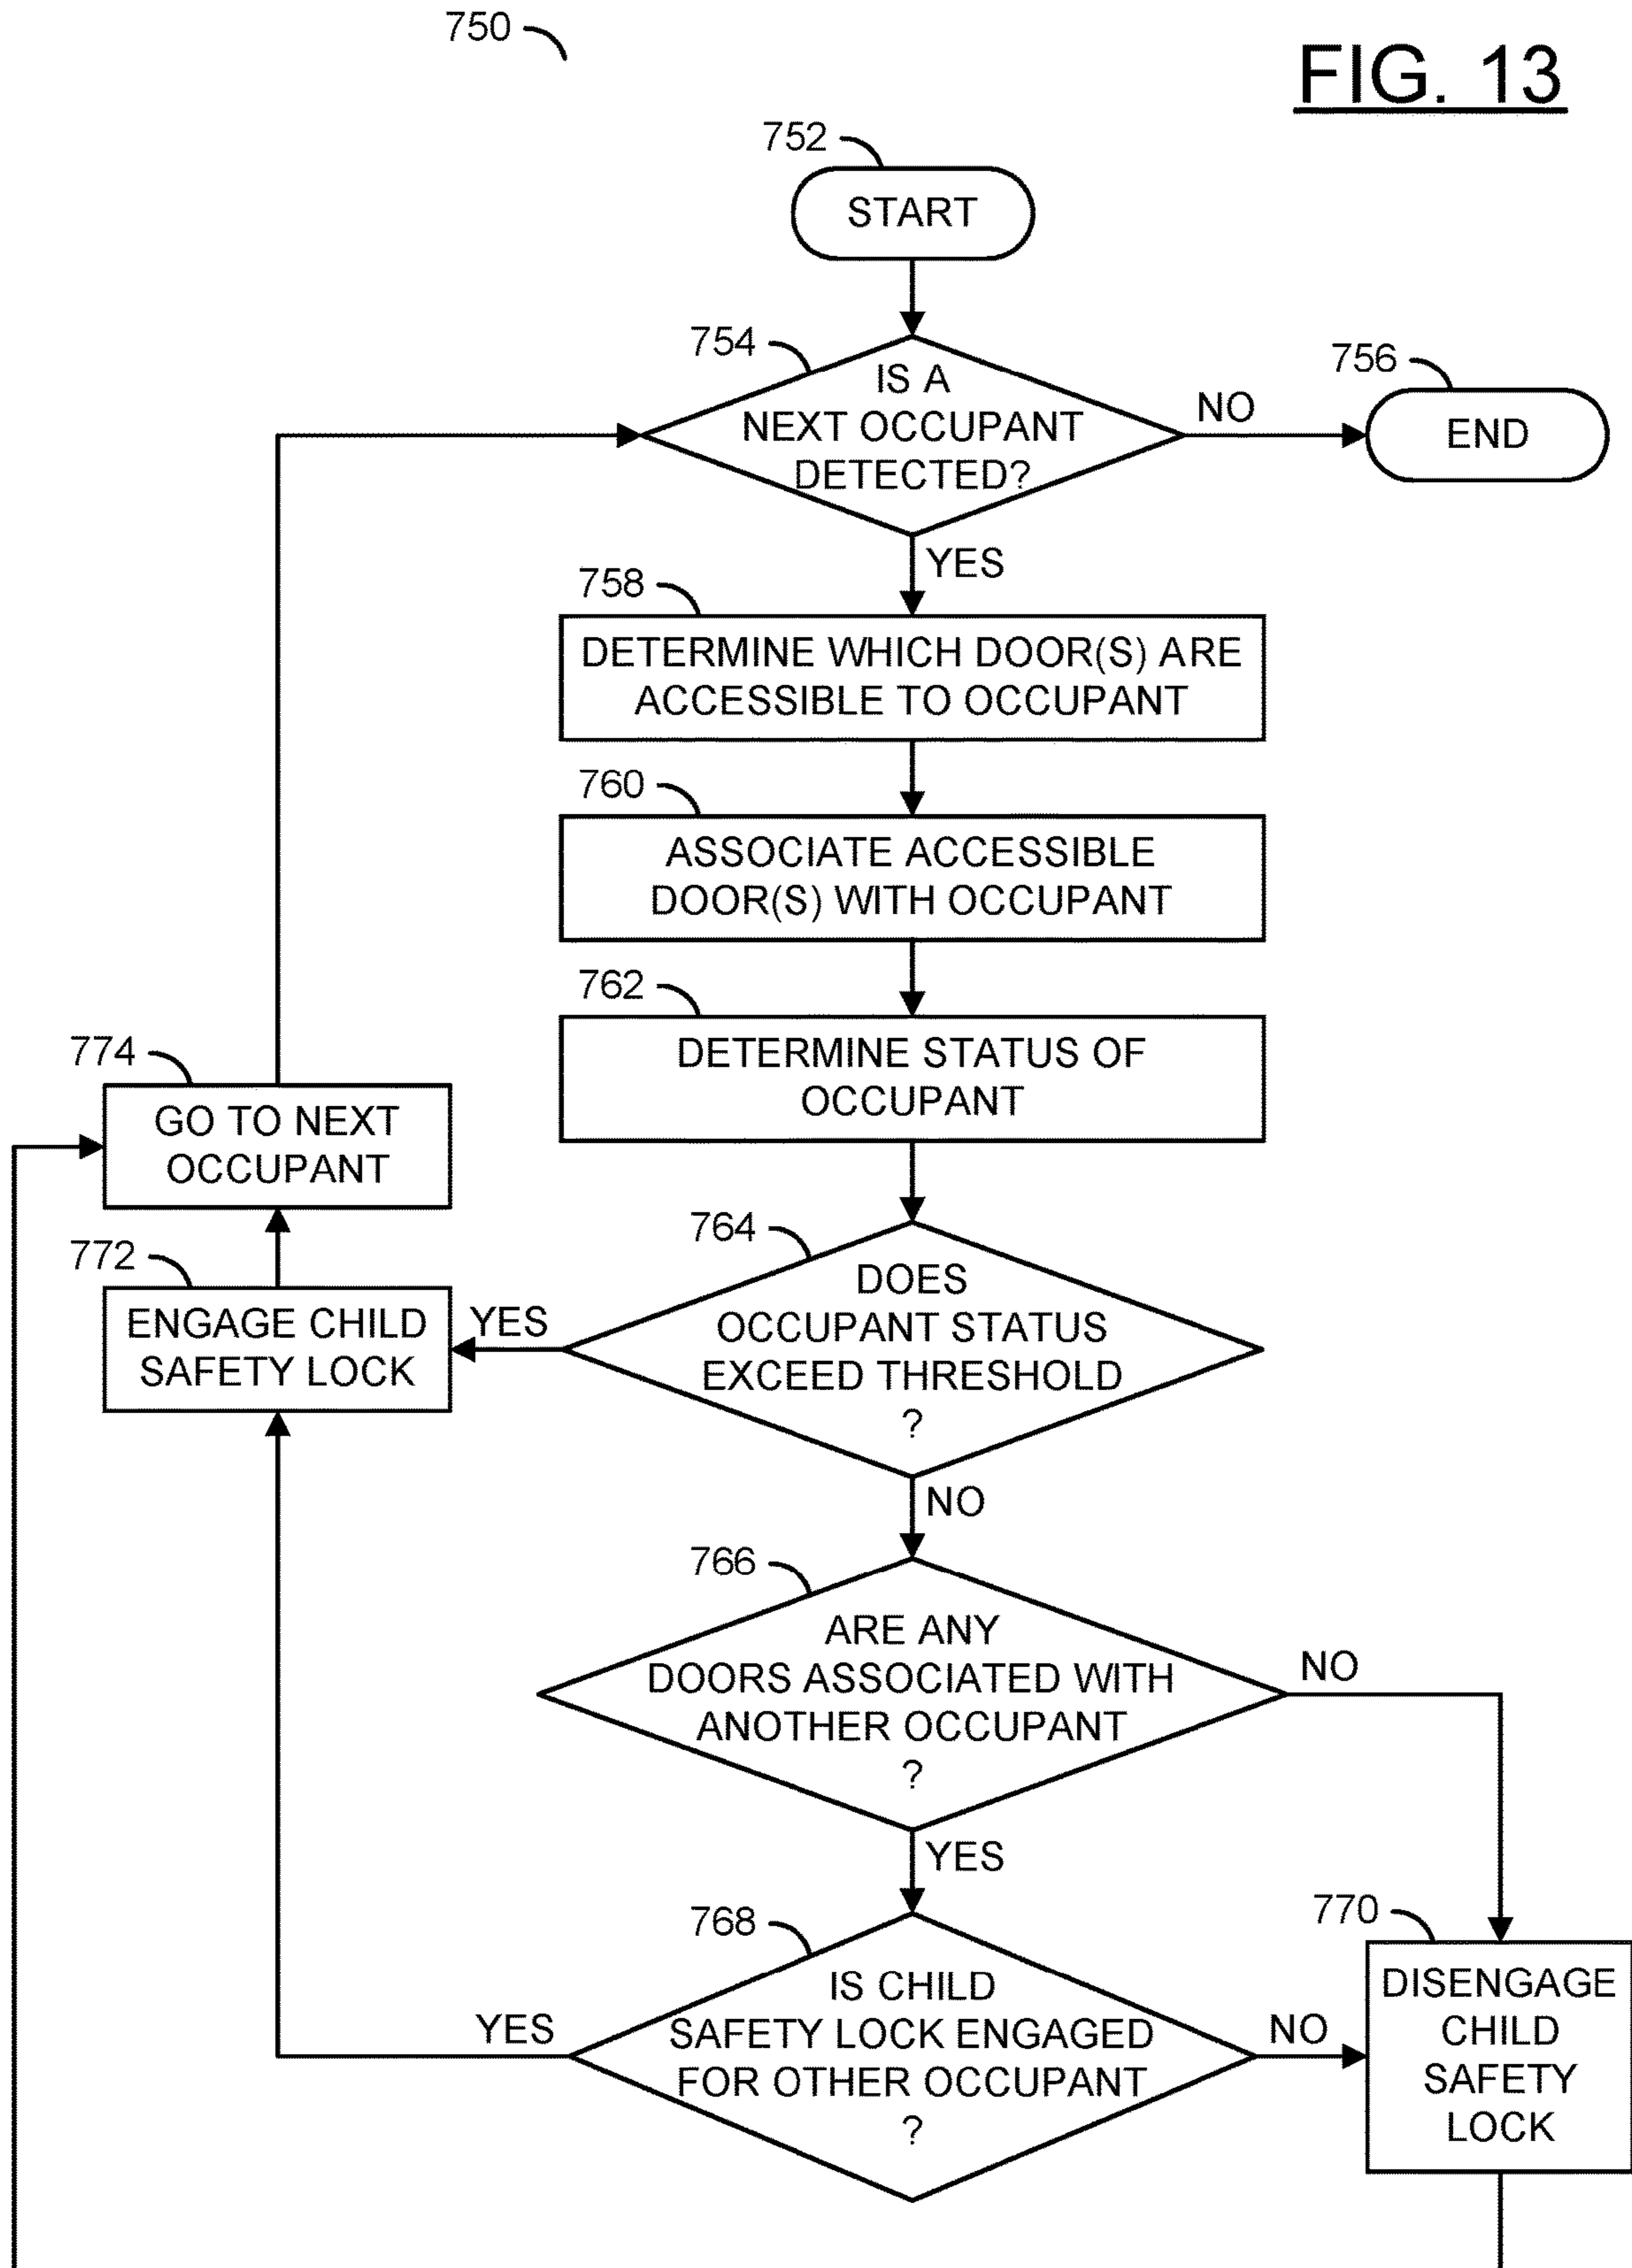 750
FIG. 13
752
START
754
IS A
NEXT OCCUPANT
DETECTED?
NO
756
END
YES
758
DETERMINE WHICH DOOR(S) ARE
ACCESSIBLE TO OCCUPANT
760
ASSOCIATE ACCESSIBLE
DOOR(S) WITH OCCUPANT
762
DETERMINE STATUS OF
OCCUPANT
774
GO TO NEXT
OCCUPANT
764
DOES
OCCUPANT STATUS
EXCEED THRESHOLD
?
YES
772
ENGAGE CHILD
SAFETY LOCK
NO
766
ARE ANY
DOORS ASSOCIATED WITH
ANOTHER OCCUPANT
?
NO
YES
768
IS CHILD
SAFETY LOCK ENGAGED
FOR OTHER OCCUPANT
?
YES
NO
770
DISENGAGE
CHILD
SAFETY
LOCK